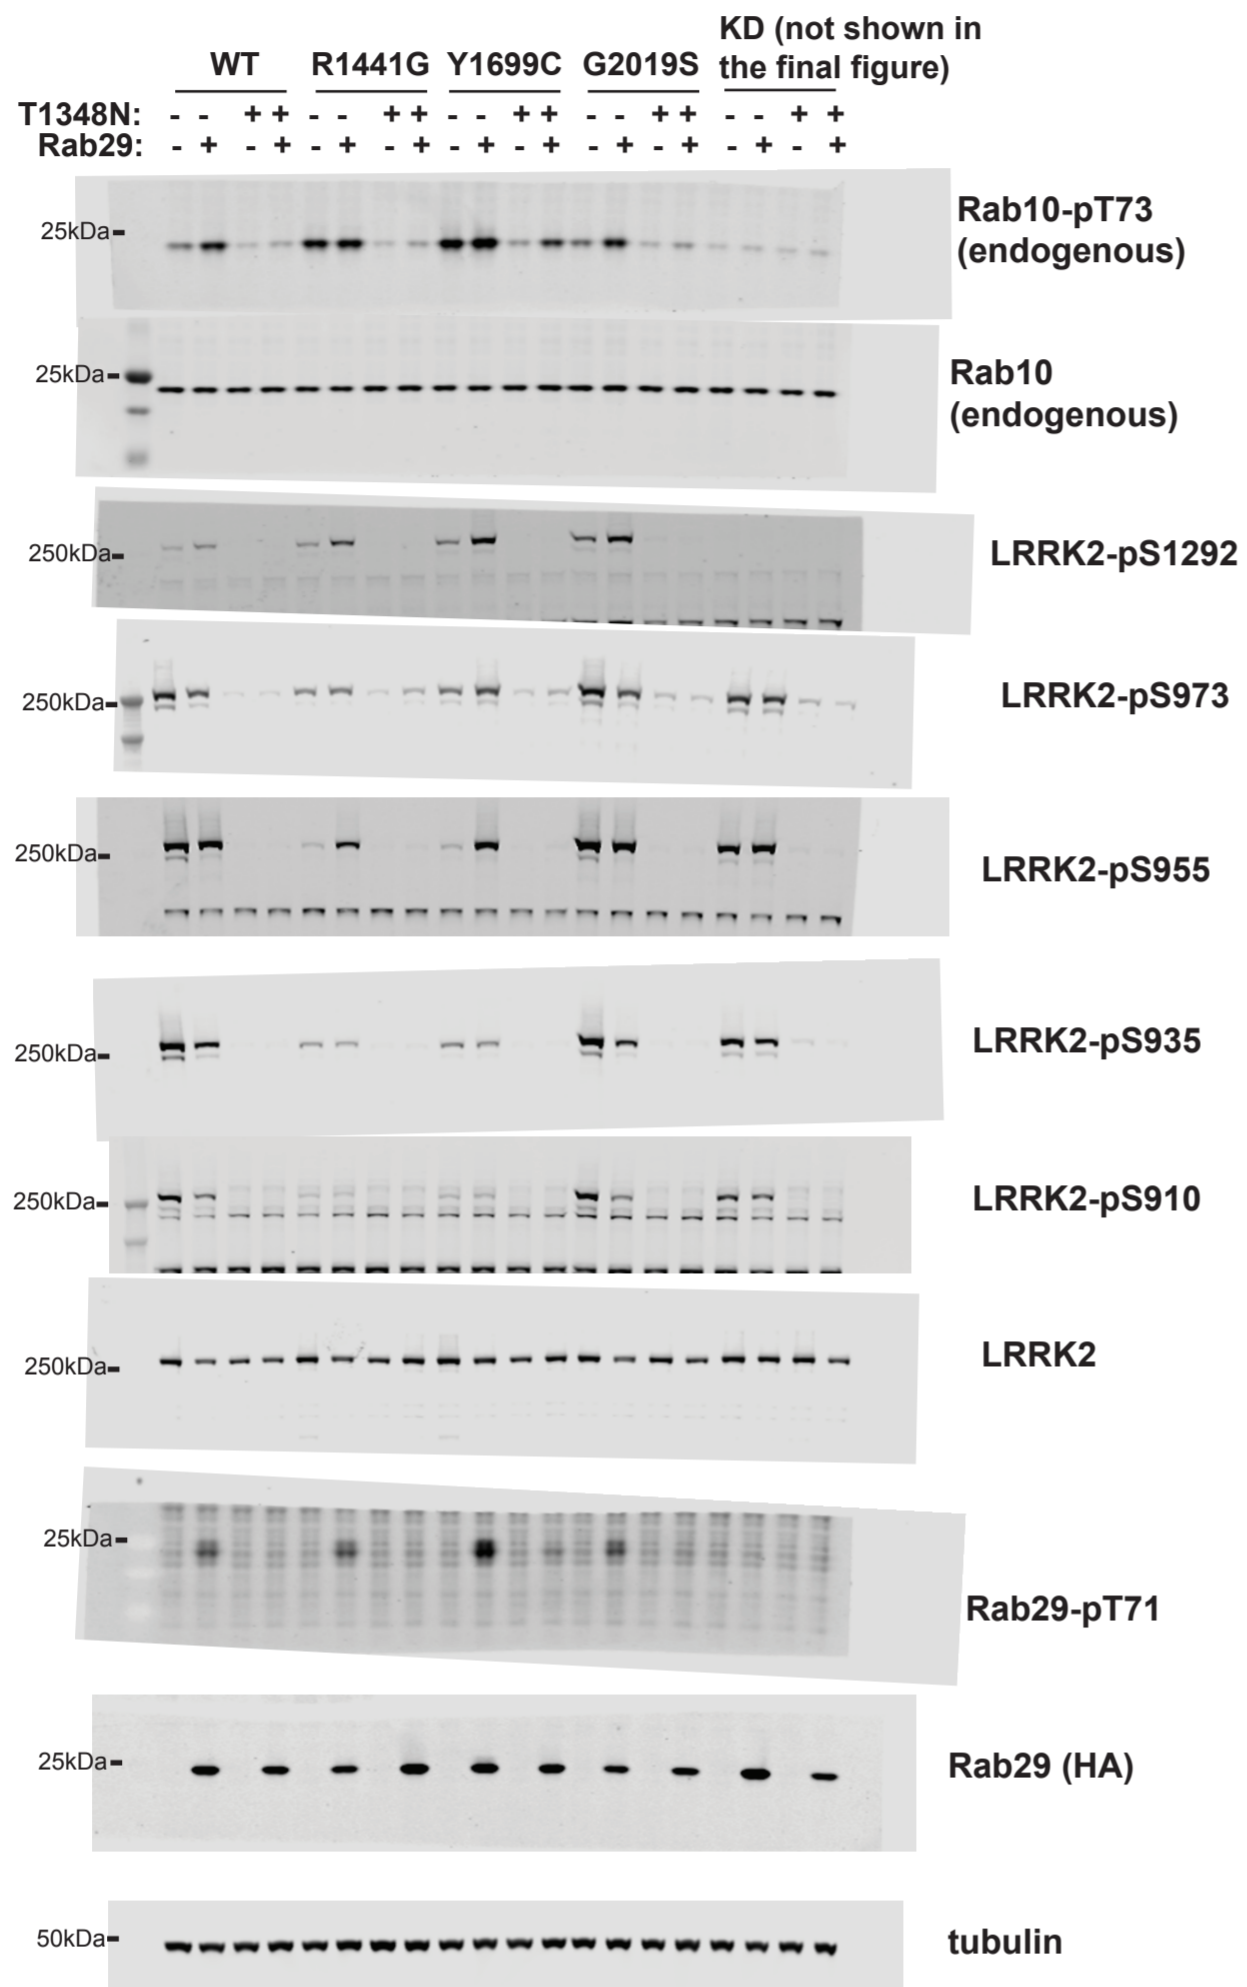 KD (not shown in
WT R1441G Y1699C G2019S the final figure)
T1348N: - - + + - - + + - - + + - - + + - - + +
Rab29: - + - + - + - + - + - + - + - + - + - +
Rab10-pT73
25kDa
(endogenous)
25kDa
Rab10
(endogenous)
250kDa
LRRK2-pS1292
250kDa
LRRK2-pS973
250kDa
LRRK2-pS955
250kDa
LRRK2-pS935
250kDa
LRRK2-pS910
250kDa
LRRK2
25kDa
Rab29-pT71
25kDa
Rab29 (HA)
50kDa
tubulin